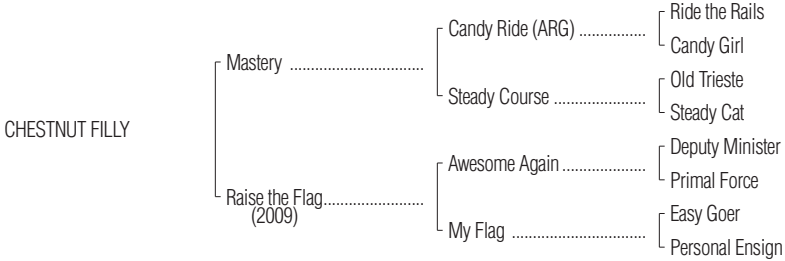 Ride the Rails
Candy Ride (ARG) ................
Candy Girl
Mastery ................................
Old Trieste
Steady Course ......................
Steady Cat
CHESTNUT FILLY
Deputy Minister
Awesome Again ....................
Primal Force
Raise the Flag........................
(2009)
Easy Goer
My Flag ................................
Personal Ensign